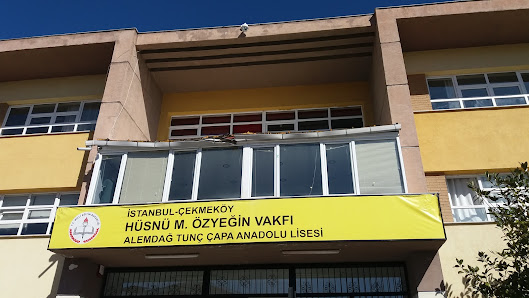 İSTANBUL-ÇEKMEKÖY
HÜSNÜ M. ÖZYEĞİN VAKFI
ALEMDAĞ TUNÇ ÇAPA ANADOLU LİSESİ